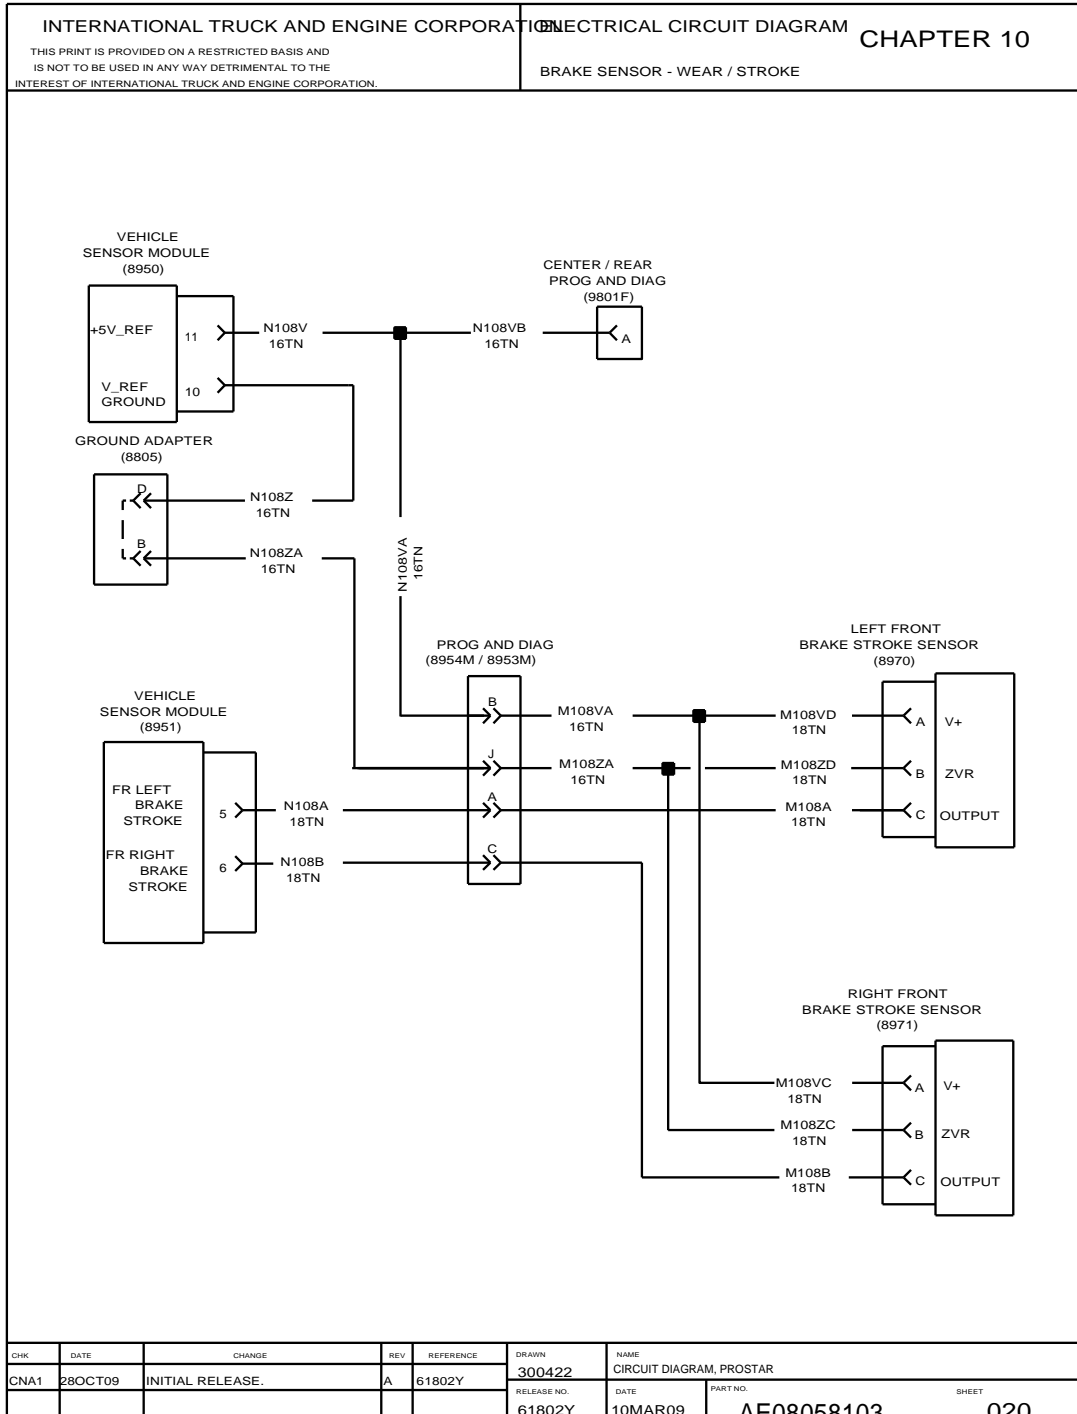 INTERNATIONAL TRUCK AND ENGINE CORPORATION
ELECTRICAL CIRCUIT DIAGRAM
CHAPTER 10
THIS PRINT IS PROVIDED ON A RESTRICTED BASIS AND
IS NOT TO BE USED IN ANY WAY DETRIMENTAL TO THE
INTEREST OF INTERNATIONAL TRUCK AND ENGINE CORPORATION.
BRAKE SENSOR - WEAR / STROKE
VEHICLE
SENSOR MODULE
(8950)
+5V_REF
11
V_REF
GROUND
10
N108V
16TN
N108VB
16TN
CENTER / REAR
PROG AND DIAG
(9801F)
A
GROUND ADAPTER
(8805)
D
B
N108Z
16TN
N108ZA
16TN
N108VA
16TN
PROG AND DIAG
(8954M / 8953M)
B
J
A
C
VEHICLE
SENSOR MODULE
(8951)
FR LEFT
BRAKE
STROKE
5
FR RIGHT
BRAKE
STROKE
6
N108A
18TN
N108B
18TN
M108VA
16TN
M108ZA
16TN
LEFT FRONT
BRAKE STROKE SENSOR
(8970)
M108VD
18TN
A
V+
M108ZD
18TN
B
ZVR
M108A
18TN
C
OUTPUT
RIGHT FRONT
BRAKE STROKE SENSOR
(8971)
M108VC
18TN
A
V+
M108ZC
18TN
B
ZVR
M108B
18TN
C
OUTPUT
CHK
DATE
CHANGE
REV
REFERENCE
CNA1
28OCT09
INITIAL RELEASE.
A
61802Y
DRAWN
300422
NAME
CIRCUIT DIAGRAM, PROSTAR
RELEASE NO.
61802Y
DATE
10MAR09
PART NO.
AE08058103
SHEET
020